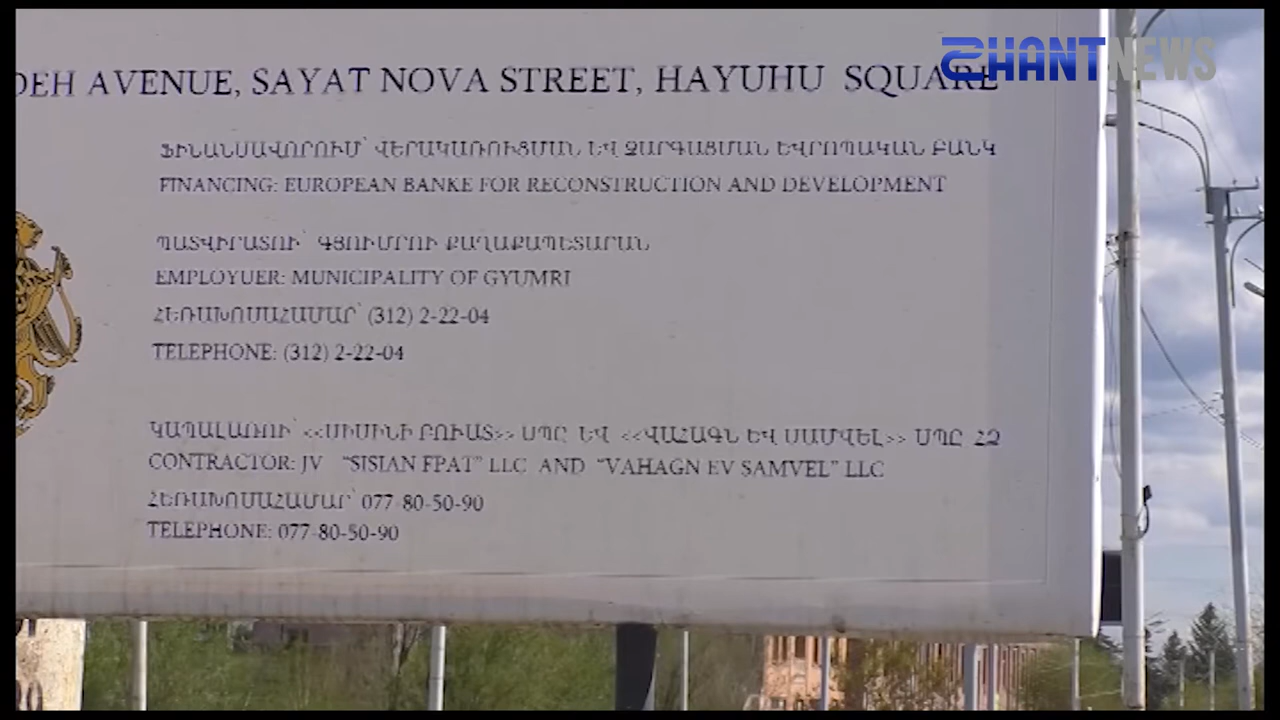 SHANTNEWS
DEH AVENUE, SAYAT NOVA STREET, HAYUHU SQUARE
ՖԻՆԱՆՍԱՎՈՐՈՒՄ՝ ՎԵՐԱԿԱՌՈՒՑՄԱՆ ԵՎ ԶԱՐԳԱՑՄԱՆ ԵՎՐՈՊԱԿԱՆ ԲԱՆԿ
FINANCING: EUROPEAN BANKE FOR RECONSTRUCTION AND DEVELOPMENT
ՊԱՏՎԻՐԱՏՈՒ՝ ԳՅՈՒՄՐՈՒ ՔԱՂԱՔԱՊԵՏԱՐԱՆ
EMPLOYUER: MUNICIPALITY OF GYUMRI
ՀԵՌԱԽՈՍԱՀԱՄԱՐ՝ (312) 2-22-04
TELEPHONE: (312) 2-22-04
ԿԱՊԱԼԱՌՈՒ՝ <<ՍԻՍԻՆԻ ԲՈՒԱՏ>> ՍՊԸ ԵՎ <<ՎԱՀԱԳՆ ԵՎ ՍԱՄՎԵԼ>> ՍՊԸ ՀՁ
CONTRACTOR: JV "SISIAN FPAT" LLC AND "VAHAGN EV SAMVEL" LLC
ՀԵՌԱԽՈՍԱՀԱՄԱՐ՝ 077-80-50-90
TELEPHONE: 077-80-50-90